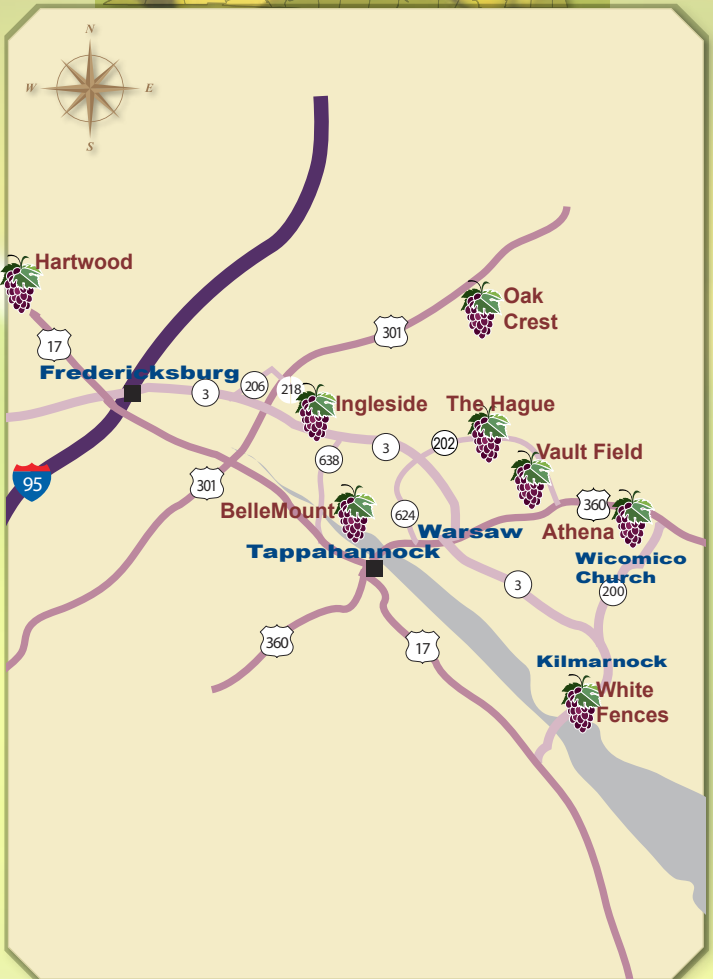 N
W
E
S
Hartwood
Oak
Crest
301
17
Fredericksburg
206
218
3
Ingleside
The Hague
202
3
Vault Field
638
95
301
360
BelleMount
624
Warsaw
Athena
Tappahannock
Wicomico
Church
3
200
360
17
Kilmarnock
White
Fences